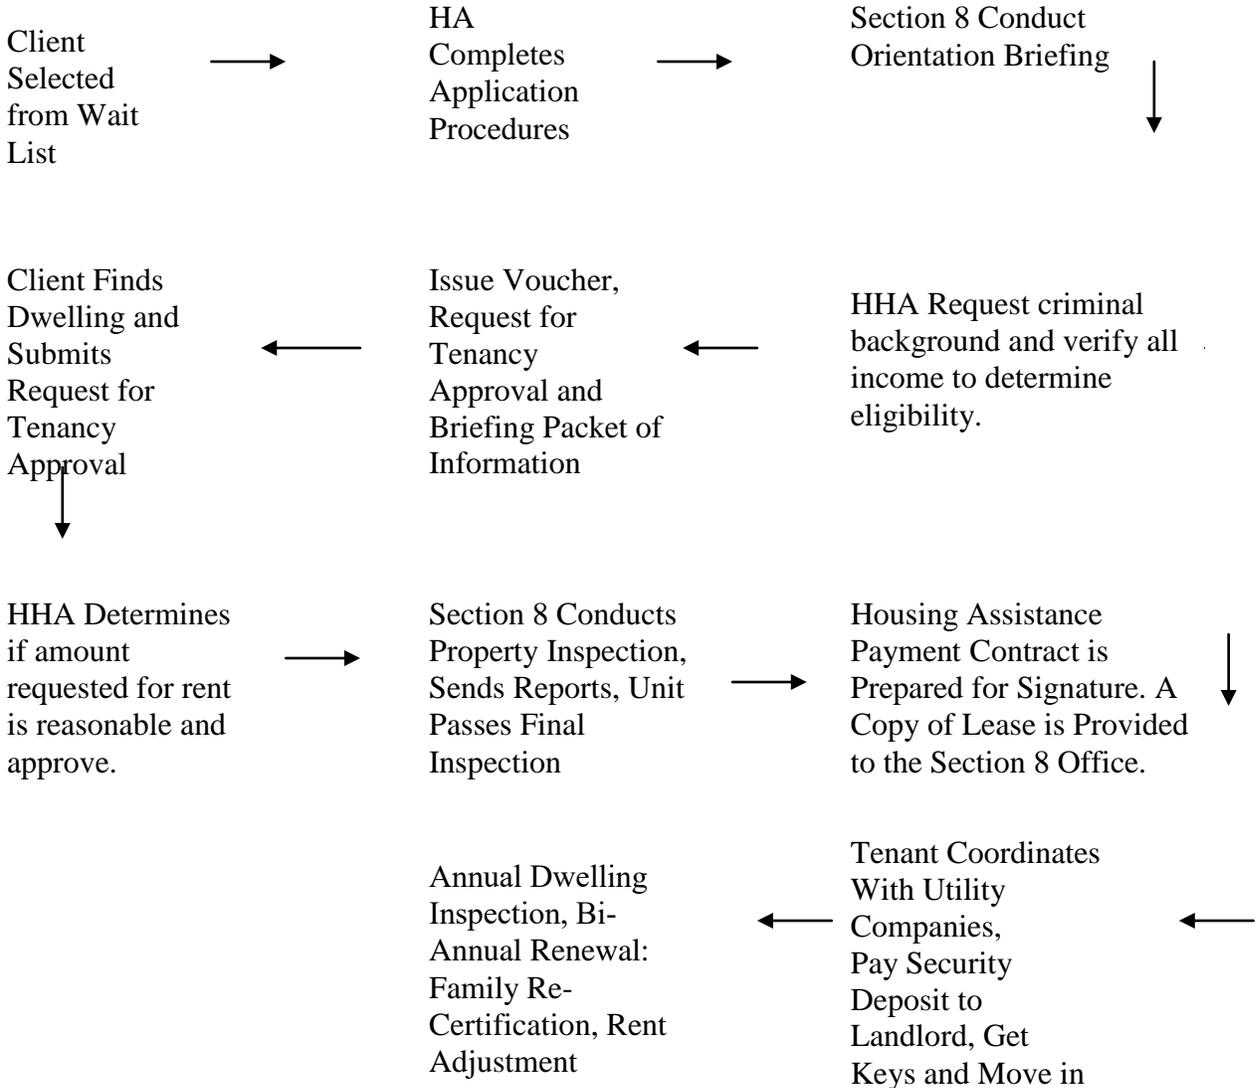 Client
Selected
from Wait
List
HA
Completes
Application
Procedures
Section 8 Conduct
Orientation Briefing
HHA Request criminal
background and verify all
income to determine
eligibility.
Issue Voucher,
Request for
Tenancy
Approval and
Briefing Packet of
Information
Client Finds
Dwelling and
Submits
Request for
Tenancy
Approval
HHA Determines
if amount
requested for rent
is reasonable and
approve.
Section 8 Conducts
Property Inspection,
Sends Reports, Unit
Passes Final
Inspection
Housing Assistance
Payment Contract is
Prepared for Signature. A
Copy of Lease is Provided
to the Section 8 Office.
Tenant Coordinates
With Utility
Companies,
Pay Security
Deposit to
Landlord, Get
Keys and Move in
Annual Dwelling
Inspection, Bi-
Annual Renewal:
Family Re-
Certification, Rent
Adjustment